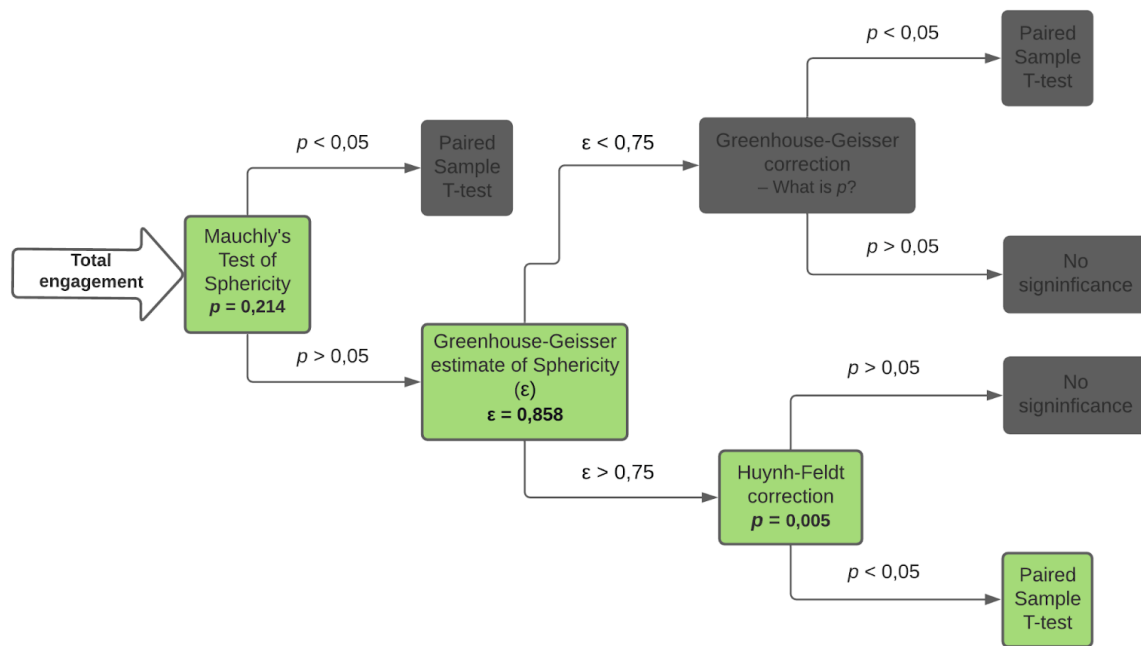 Total
engagement
Mauchly's
Test of
Sphericity
p = 0,214
p < 0,05
Paired
Sample
T-test
p > 0,05
Greenhouse-Geisser
estimate of Sphericity
(ε)
ε = 0,858
ε < 0,75
Greenhouse-Geisser
correction
– What is p?
p < 0,05
Paired
Sample
T-test
p > 0,05
No
signinficance
ε > 0,75
Huynh-Feldt
correction
p = 0,005
p > 0,05
No
signinficance
p < 0,05
Paired
Sample
T-test